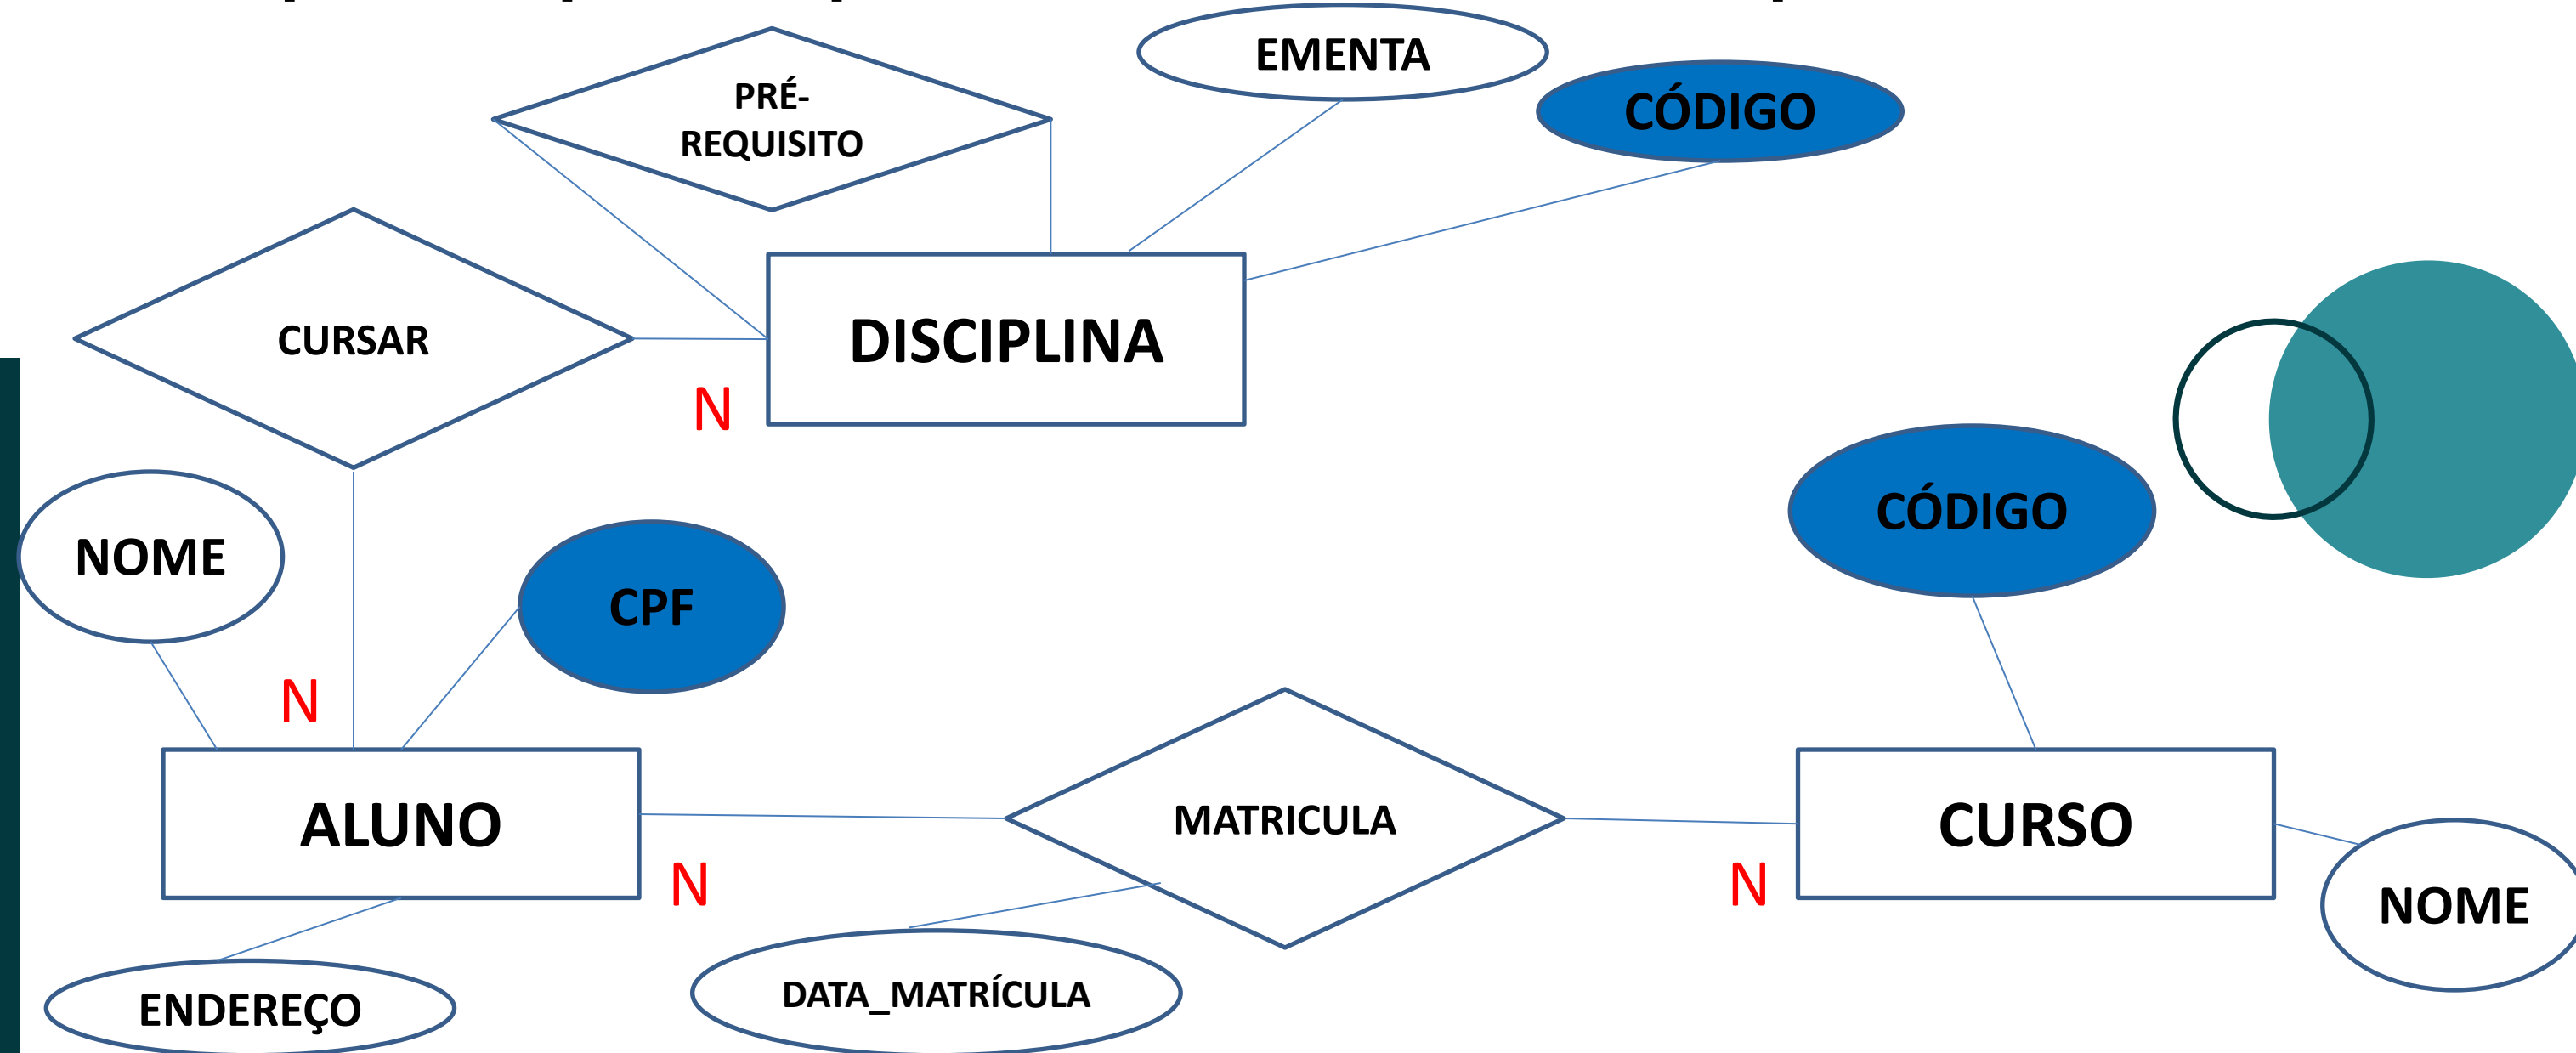 EMENTA
CÓDIGO
PRÉ-
REQUISITO
CURSAR
DISCIPLINA
N
CÓDIGO
NOME
CPF
N
ALUNO
MATRICULA
CURSO
N
N
NOME
DATA_MATRÍCULA
ENDEREÇO